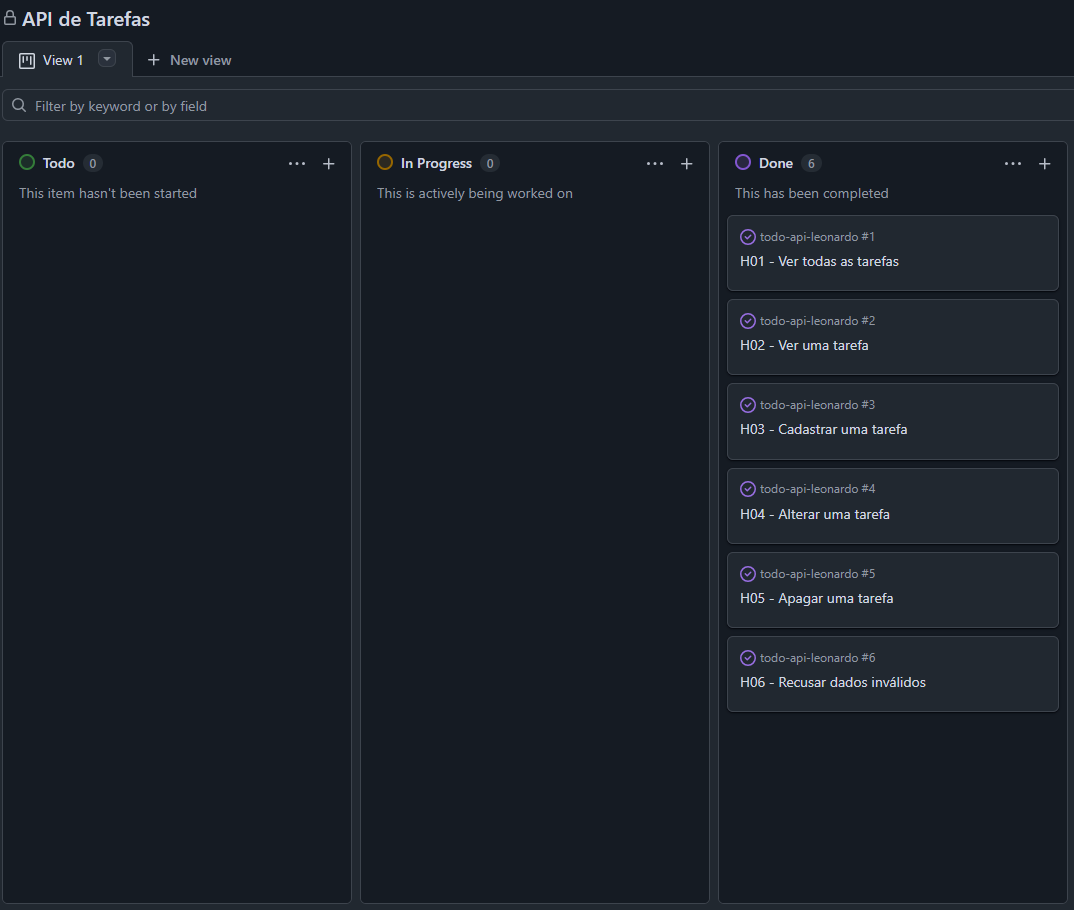 API de Tarefas
View 1
New view
Filter by keyword or by field
Todo 0
This item hasn't been started
In Progress 0
This is actively being worked on
Done 6
This has been completed
todo-api-leonardo #1
H01 - Ver todas as tarefas
todo-api-leonardo #2
H02 - Ver uma tarefa
todo-api-leonardo #3
H03 - Cadastrar uma tarefa
todo-api-leonardo #4
H04 - Alterar uma tarefa
todo-api-leonardo #5
H05 - Apagar uma tarefa
todo-api-leonardo #6
H06 - Recusar dados inválidos